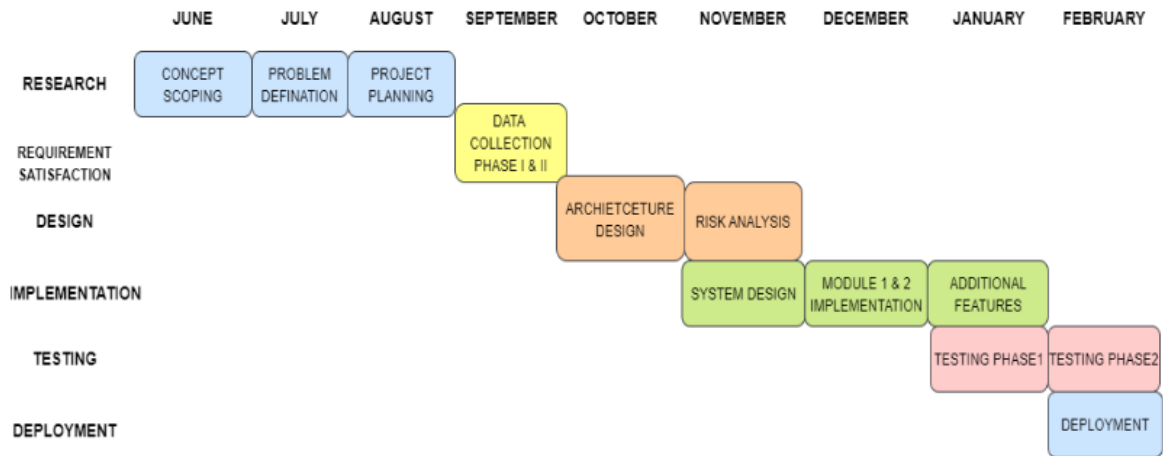 JUNE JULY AUGUST SEPTEMBER OCTOBER NOVEMBER DECEMBER JANUARY FEBRUARY
RESEARCH
CONCEPT
SCOPING
PROBLEM
DEFINATION
PROJECT
PLANNING
REQUIREMENT
SATISFACTION
DATA
COLLECTION
PHASE I & II
DESIGN
ARCHIETCETURE
DESIGN
RISK ANALYSIS
IMPLEMENTATION
SYSTEM DESIGN
MODULE 1 & 2
IMPLEMENTATION
ADDITIONAL
FEATURES
TESTING
TESTING PHASE1
TESTING PHASE2
DEPLOYMENT
DEPLOYMENT